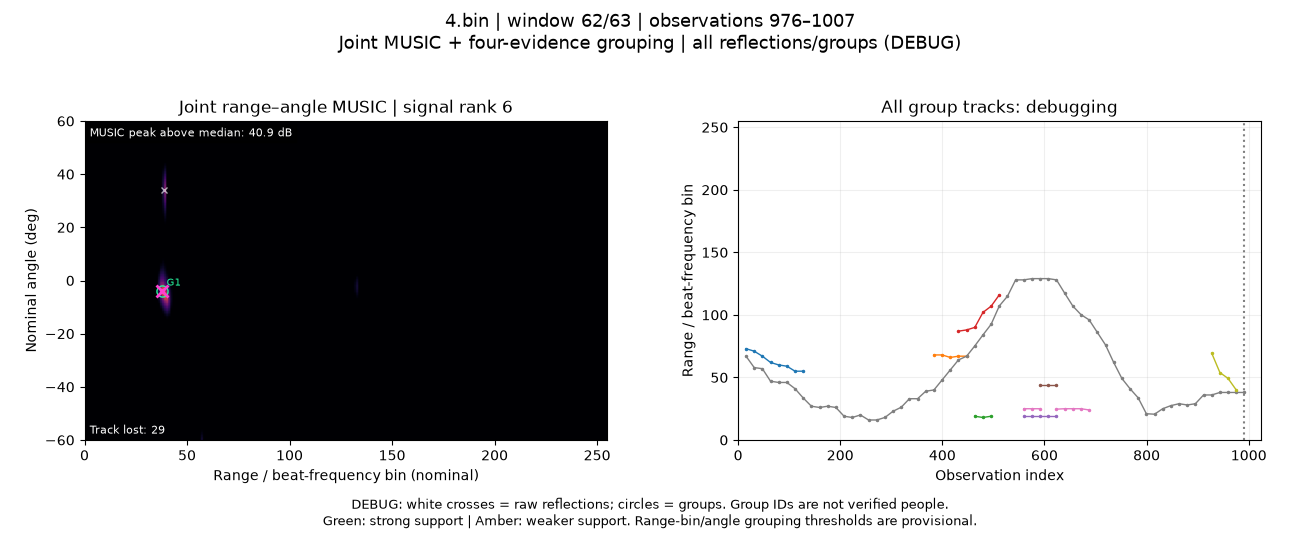 4.bin | window 62/63 | observations 976–1007
Joint MUSIC + four-evidence grouping | all reflections/groups (DEBUG)
Joint range–angle MUSIC | signal rank 6
MUSIC peak above median: 40.9 dB
G1
Track lost: 29
Nominal angle (deg)
60
40
20
0
−20
−40
−60
0
50
100
150
200
250
Range / beat-frequency bin (nominal)
All group tracks: debugging
Range / beat-frequency bin
250
200
150
100
50
0
0
200
400
600
800
1000
Observation index
DEBUG: white crosses = raw reflections; circles = groups. Group IDs are not verified people.
Green: strong support | Amber: weaker support. Range-bin/angle grouping thresholds are provisional.